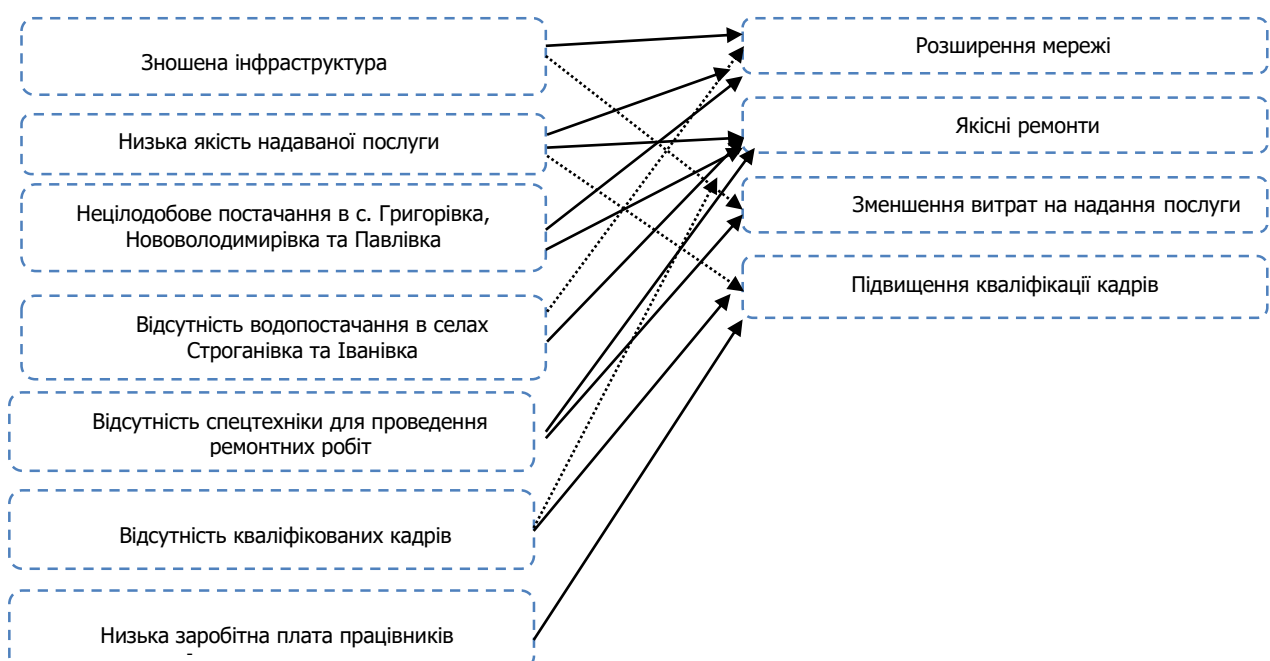 Зношена інфраструктура
Низька якість надаваної послуги
Нецілодобове постачання в с. Григорівка,
Нововолодимирівка та Павлівка
Відсутність водопостачання в селах
Строганівка та Іванівка
Відсутність спецтехніки для проведення
ремонтних робіт
Відсутність кваліфікованих кадрів
Низька заробітна плата працівників
Розширення мережі
Якісні ремонти
Зменшення витрат на надання послуги
Підвищення кваліфікації кадрів